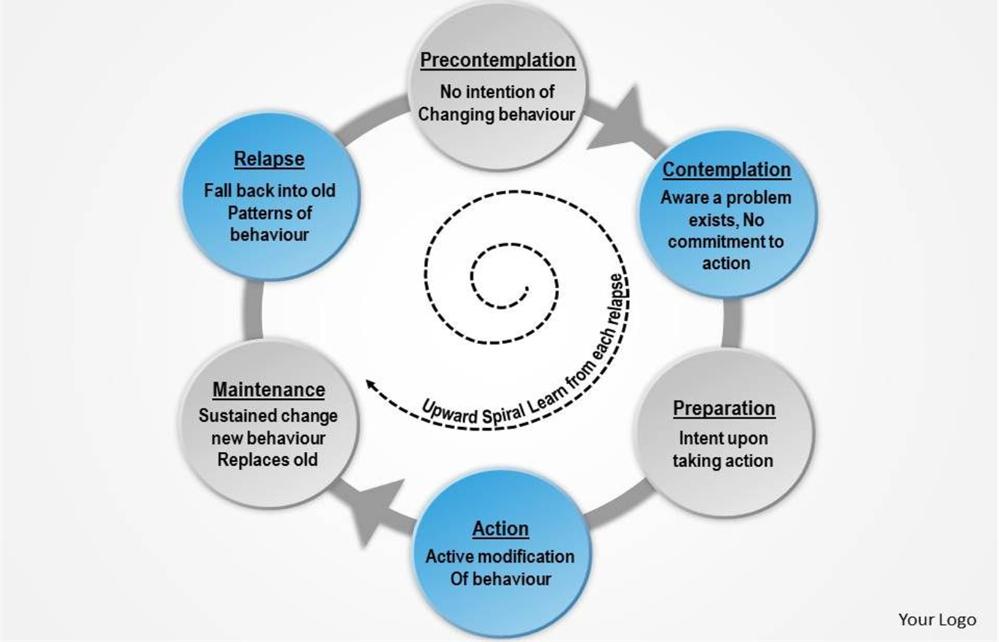 Precontemplation
No intention of
Changing behaviour
Contemplation
Aware a problem
exists, No
commitment to
action
Preparation
Intent upon
taking action
Action
Active modification
Of behaviour
Maintenance
Sustained change
new behaviour
Replaces old
Relapse
Fall back into old
Patterns of
behaviour
Upward Spiral Learn from each relapse
Your Logo